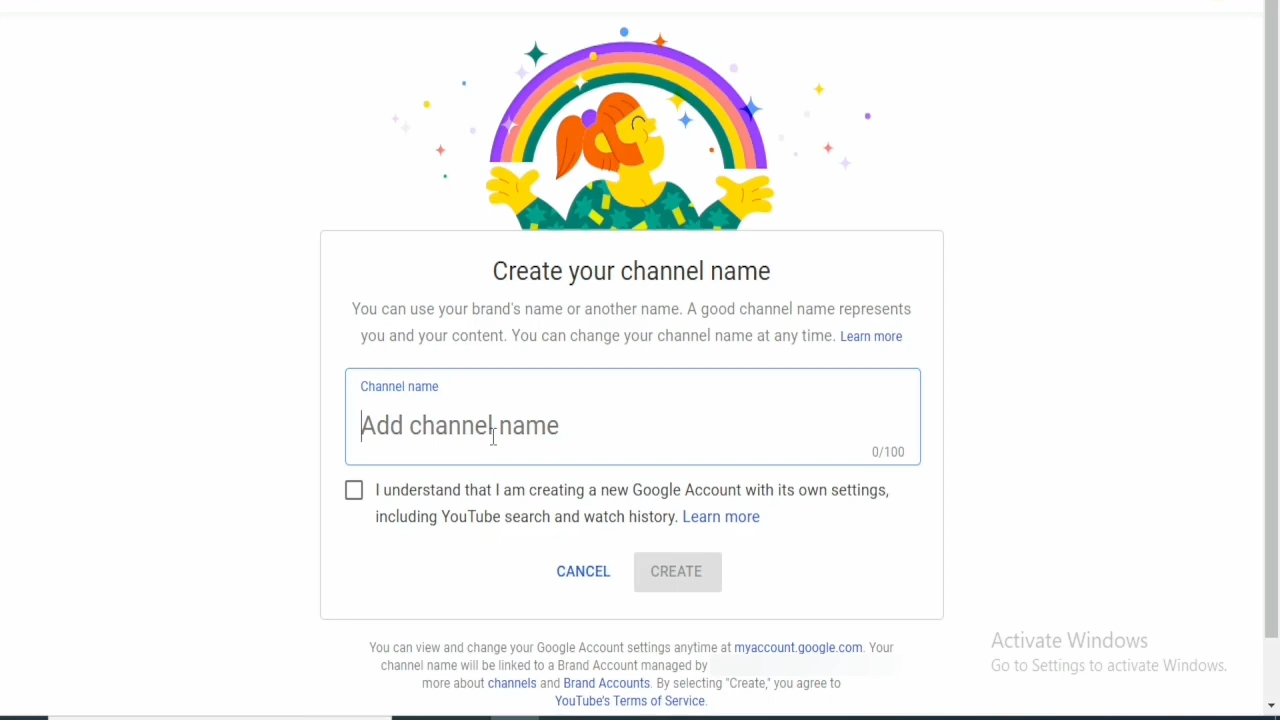 Create your channel name
You can use your brand's name or another name. A good channel name represents
you and your content. You can change your channel name at any time. Learn more
Channel name
Add channel name
0/100
I understand that I am creating a new Google Account with its own settings,
including YouTube search and watch history. Learn more
CANCEL CREATE
You can view and change your Google Account settings anytime at myaccount.google.com. Your
channel name will be linked to a Brand Account managed by
more about channels and Brand Accounts. By selecting "Create," you agree to
YouTube's Terms of Service.
Activate Windows
Go to Settings to activate Windows.